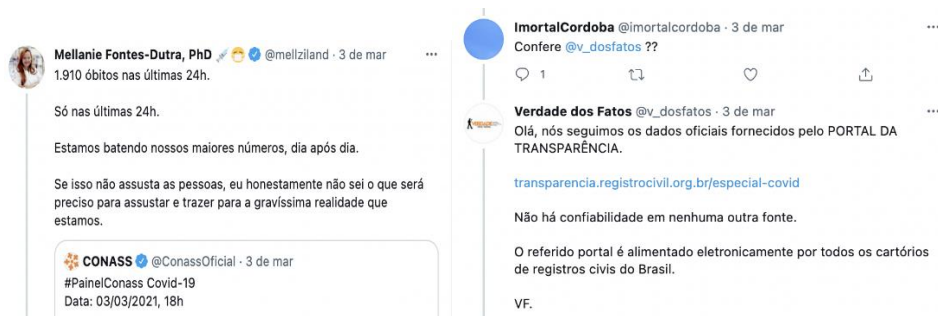 Mellanie Fontes-Dutra, PhD 💉😷 @mellziland · 3 de mar
1.910 óbitos nas últimas 24h.
Só nas últimas 24h.
Estamos batendo nossos maiores números, dia após dia.
Se isso não assusta as pessoas, eu honestamente não sei o que será
preciso para assustar e trazer para a gravíssima realidade que
estamos.
CONASS @ConassOficial · 3 de mar
#PainelConass Covid-19
Data: 03/03/2021, 18h
ImortalCordoba @imortalcordoba · 3 de mar
Confere @v_dosfatos ??
1
Verdade dos Fatos @v_dosfatos · 3 de mar
Olá, nós seguimos os dados oficiais fornecidos pelo PORTAL DA
TRANSPARÊNCIA.
transparencia.registrocivil.org.br/especial-covid
Não há confiabilidade em nenhuma outra fonte.
O referido portal é alimentado eletronicamente por todos os cartórios
de registros civis do Brasil.
VF.